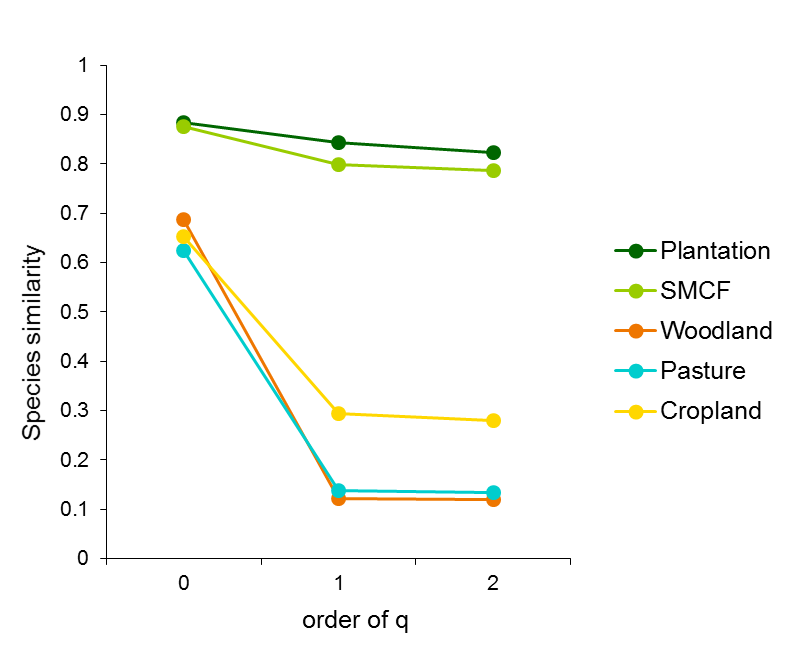 1
0.9
0.8
0.7
0.6
0.5
0.4
0.3
0.2
0.1
0
Species similarity
0 1 2
order of q
Plantation
SMCF
Woodland
Pasture
Cropland